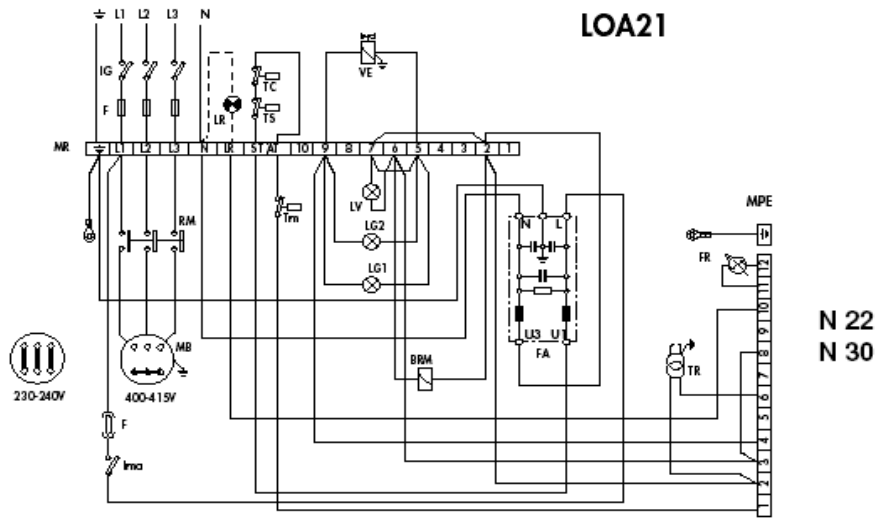 LOA21
⏚ L1 L2 L3 N
IG
F
LR
TC
TS
VE
MR ⏚ L1 L2 L3 N LR ST AT 10 9 8 7 6 5 4 3 2 1
Tm
LV
LG2
LG1
RM
MB
230-240V
400-415V
F
Ima
BRM
N L
U3 U1
FA
MPE
FR
TR
12
11
10
9
8
7
6
5
4
3
2
1
N 22
N 30